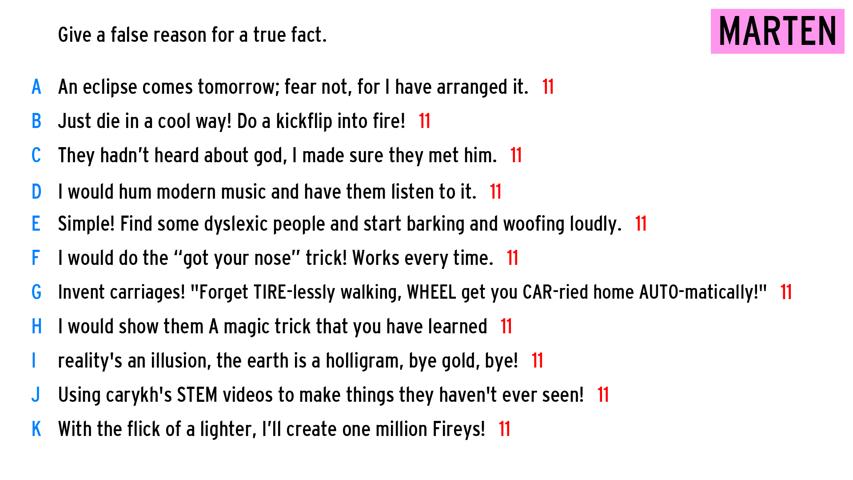 Give a false reason for a true fact.
MARTEN
A An eclipse comes tomorrow; fear not, for I have arranged it. 11
B Just die in a cool way! Do a kickflip into fire! 11
C They hadn't heard about god, I made sure they met him. 11
D I would hum modern music and have them listen to it. 11
E Simple! Find some dyslexic people and start barking and woofing loudly. 11
F I would do the “got your nose” trick! Works every time. 11
G Invent carriages! "Forget TIRE-lessly walking, WHEEL get you CAR-ried home AUTO-matically!" 11
H I would show them A magic trick that you have learned 11
I reality's an illusion, the earth is a holligram, bye gold, bye! 11
J Using carykh's STEM videos to make things they haven't ever seen! 11
K With the flick of a lighter, I’ll create one million Fireys! 11